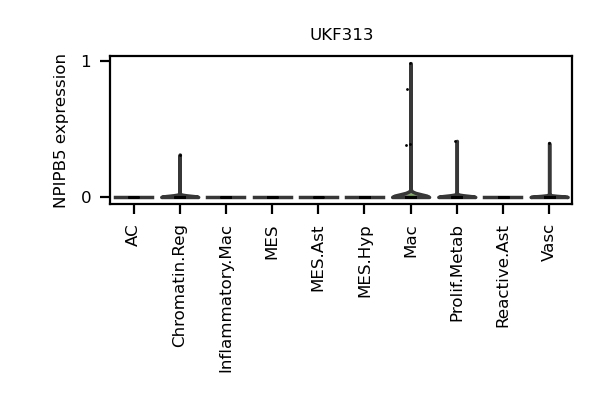 UKF313
NPIPB5 expression
1
0
AC
Chromatin.Reg
Inflammatory.Mac
MES
MES.Ast
MES.Hyp
Mac
Prolif.Metab
Reactive.Ast
Vasc